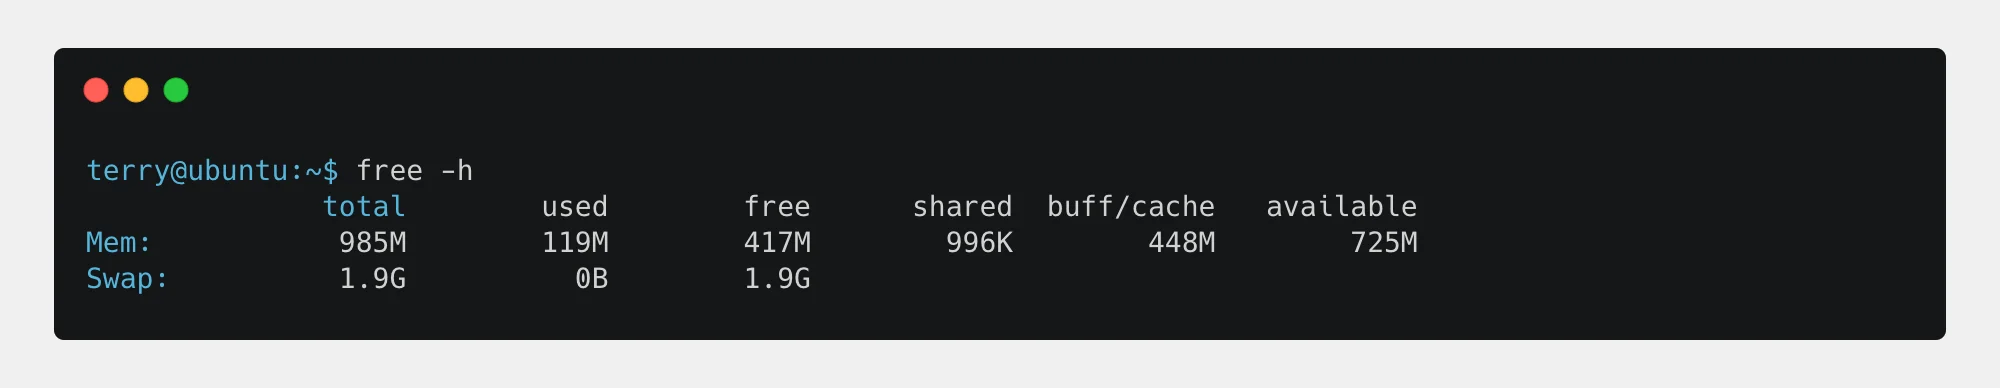 terry@ubuntu:~$ free -h
              total        used        free      shared  buff/cache   available
Mem:           985M        119M        417M        996K        448M        725M
Swap:          1.9G          0B        1.9G